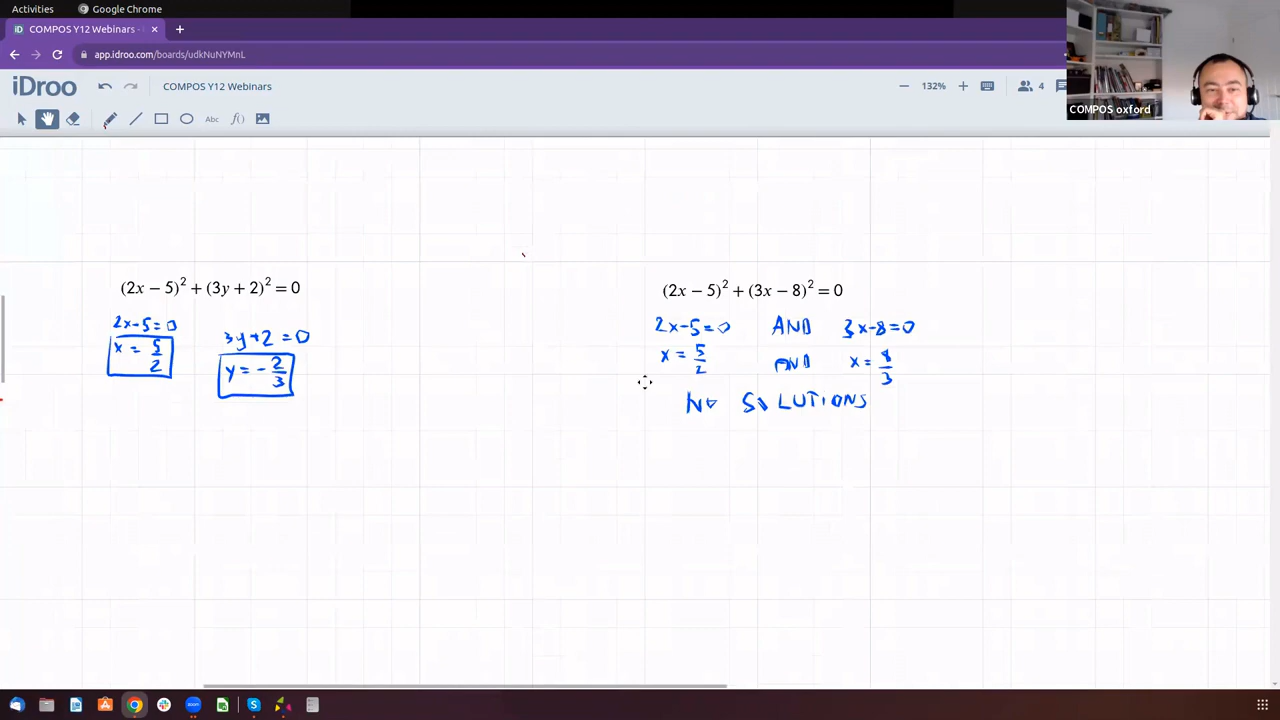 Activities Google Chrome
COMPOS Y12 Webinars -
app.idroo.com/boards/udkNuNYMnL
iDroo COMPOS Y12 Webinars 132% 4
Abc f()
COMPOS oxford
(2x − 5)² + (3y + 2)² = 0
2x-5=0
x = 5/2
3y+2=0
y = -2/3
(2x − 5)² + (3x − 8)² = 0
2x-5=0 AND 3x-8=0
x = 5/2 AND x = 8/3
NO SOLUTIONS